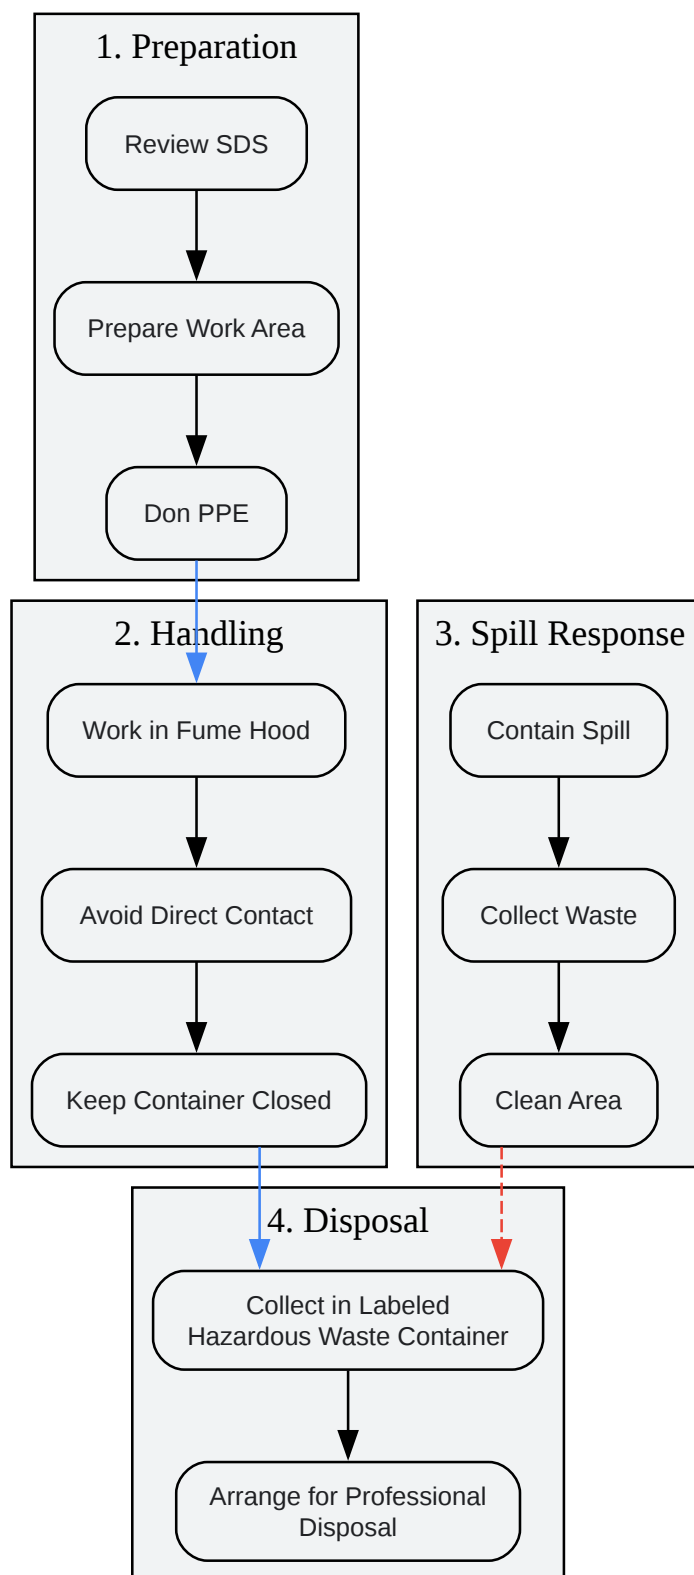 1. Preparation
Review SDS
Prepare Work Area
Don PPE
2. Handling
Work in Fume Hood
Avoid Direct Contact
Keep Container Closed
3. Spill Response
Contain Spill
Collect Waste
Clean Area
4. Disposal
Collect in Labeled
Hazardous Waste Container
Arrange for Professional
Disposal